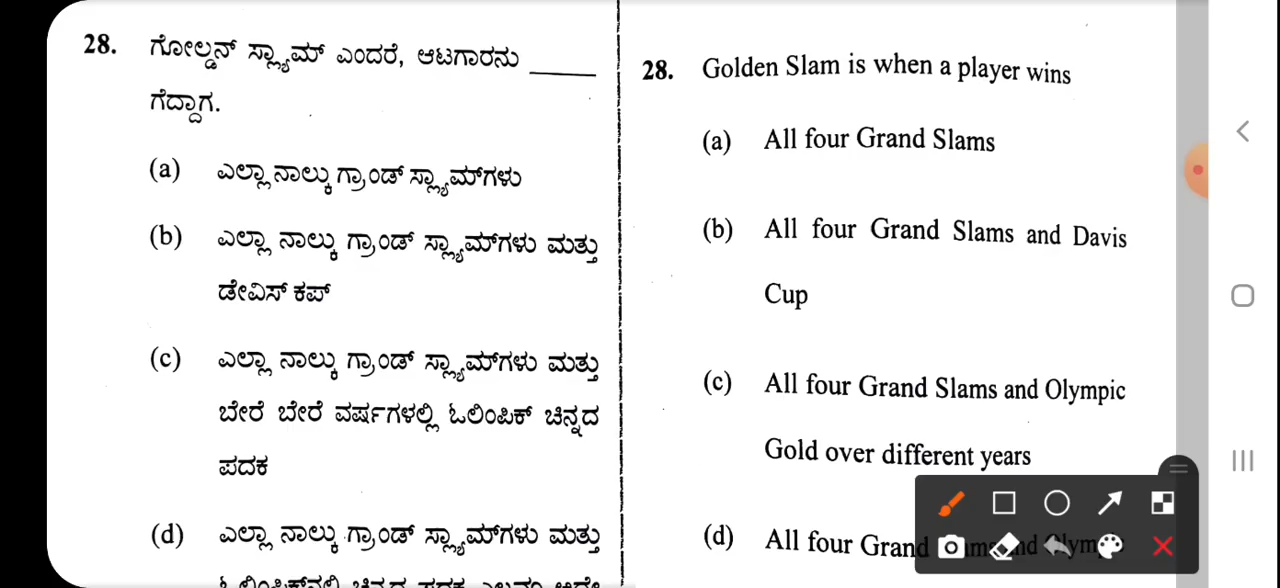 28. ಗೋಲ್ಡನ್ ಸ್ಲ್ಯಾಮ್ ಎಂದರೆ, ಆಟಗಾರನು ______
ಗೆದ್ದಾಗ.
(a) ಎಲ್ಲಾ ನಾಲ್ಕು ಗ್ರಾಂಡ್ ಸ್ಲ್ಯಾಮ್‌ಗಳು
(b) ಎಲ್ಲಾ ನಾಲ್ಕು ಗ್ರಾಂಡ್ ಸ್ಲ್ಯಾಮ್‌ಗಳು ಮತ್ತು
ಡೇವಿಸ್ ಕಪ್
(c) ಎಲ್ಲಾ ನಾಲ್ಕು ಗ್ರಾಂಡ್ ಸ್ಲ್ಯಾಮ್‌ಗಳು ಮತ್ತು
ಬೇರೆ ಬೇರೆ ವರ್ಷಗಳಲ್ಲಿ ಓಲಿಂಪಿಕ್ ಚಿನ್ನದ
ಪದಕ
(d) ಎಲ್ಲಾ ನಾಲ್ಕು ಗ್ರಾಂಡ್ ಸ್ಲ್ಯಾಮ್‌ಗಳು ಮತ್ತು
28. Golden Slam is when a player wins
(a) All four Grand Slams
(b) All four Grand Slams and Davis
Cup
(c) All four Grand Slams and Olympic
Gold over different years
(d) All four Grand